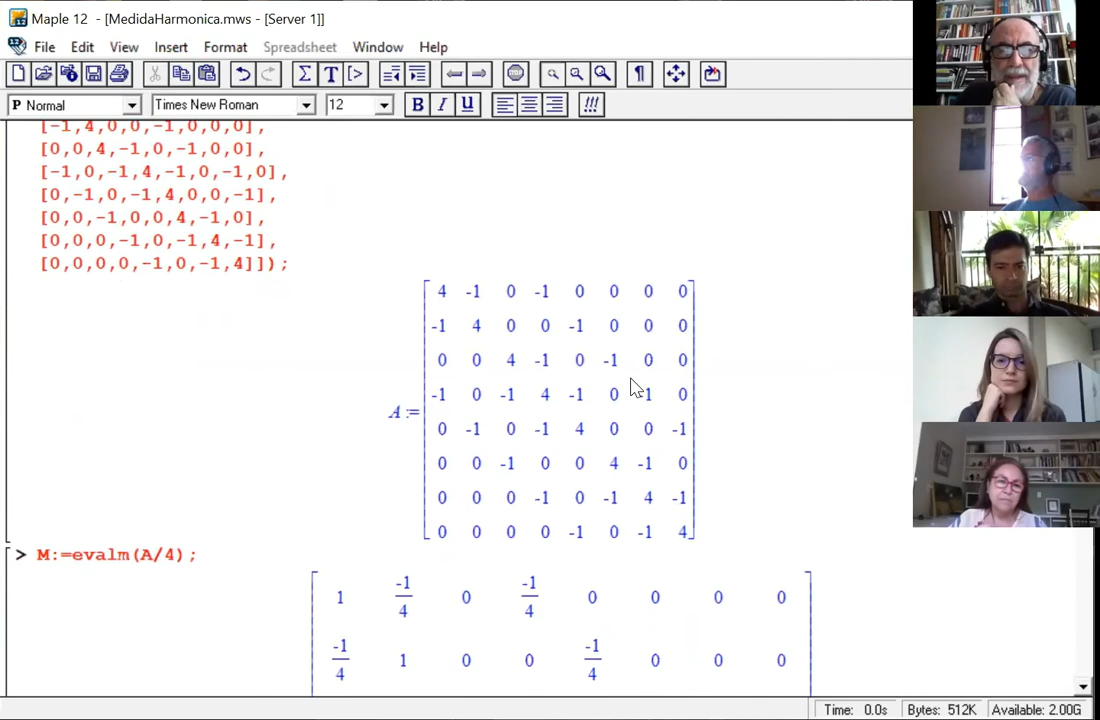 Maple 12 - [MedidaHarmonica.mws - [Server 1]]
File Edit View Insert Format Spreadsheet Window Help
P Normal Times New Roman 12 B I U !!!
[-1,4,0,0,-1,0,0,0],
[0,0,4,-1,0,-1,0,0],
[-1,0,-1,4,-1,0,-1,0],
[0,-1,0,-1,4,0,0,-1],
[0,0,-1,0,0,4,-1,0],
[0,0,0,-1,0,-1,4,-1],
[0,0,0,0,-1,0,-1,4]]);
4 -1 0 -1 0 0 0 0
-1 4 0 0 -1 0 0 0
0 0 4 -1 0 -1 0 0
-1 0 -1 4 -1 0 -1 0
A :=
0 -1 0 -1 4 0 0 -1
0 0 -1 0 0 4 -1 0
0 0 0 -1 0 -1 4 -1
0 0 0 0 -1 0 -1 4
> M:=evalm(A/4);
1 -1/4 0 -1/4 0 0 0 0
-1/4 1 0 0 -1/4 0 0 0
Time: 0.0s Bytes: 512K Available: 2.00G